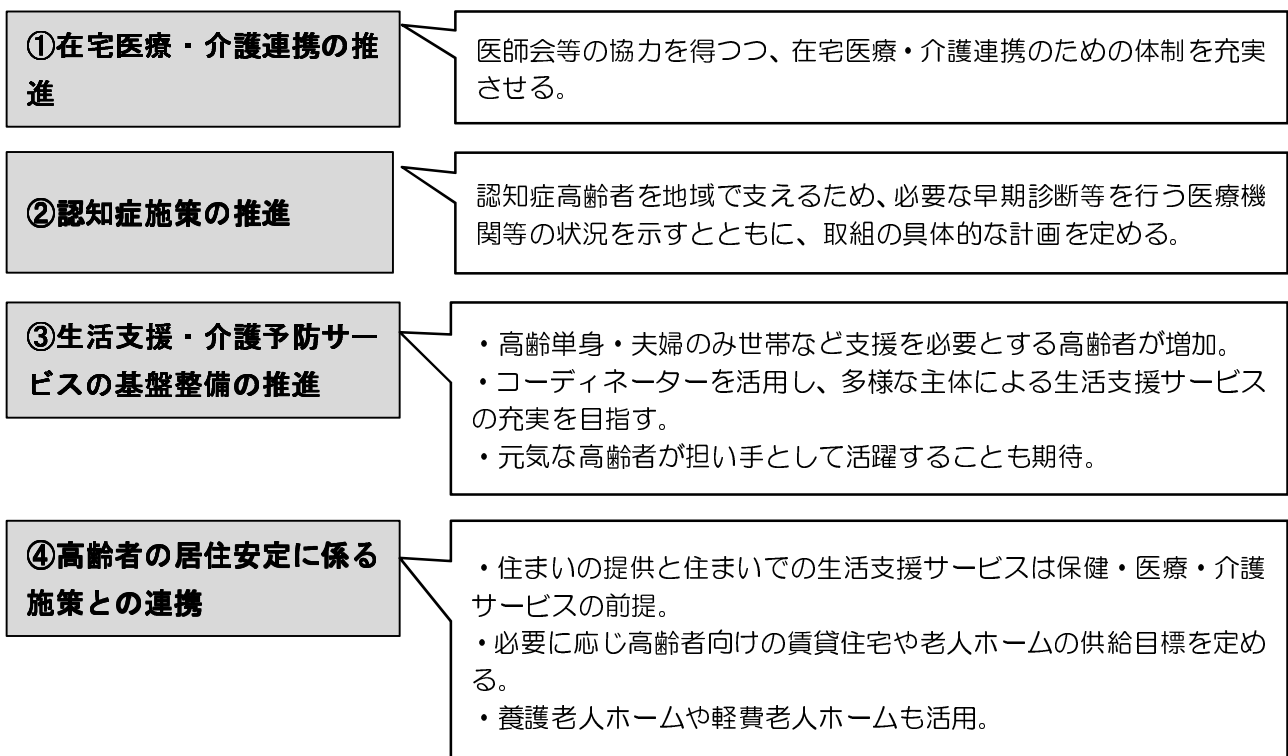 ①在宅医療・介護連携の推
進
医師会等の協力を得つつ、在宅医療・介護連携のための体制を充実
させる。
②認知症施策の推進
認知症高齢者を地域で支えるため、必要な早期診断等を行う医療機
関等の状況を示すとともに、取組の具体的な計画を定める。
③生活支援・介護予防サー
ビスの基盤整備の推進
・高齢単身・夫婦のみ世帯など支援を必要とする高齢者が増加。
・コーディネーターを活用し、多様な主体による生活支援サービス
の充実を目指す。
・元気な高齢者が担い手として活躍することも期待。
④高齢者の居住安定に係る
施策との連携
・住まいの提供と住まいでの生活支援サービスは保健・医療・介護
サービスの前提。
・必要に応じ高齢者向けの賃貸住宅や老人ホームの供給目標を定め
る。
・養護老人ホームや軽費老人ホームも活用。